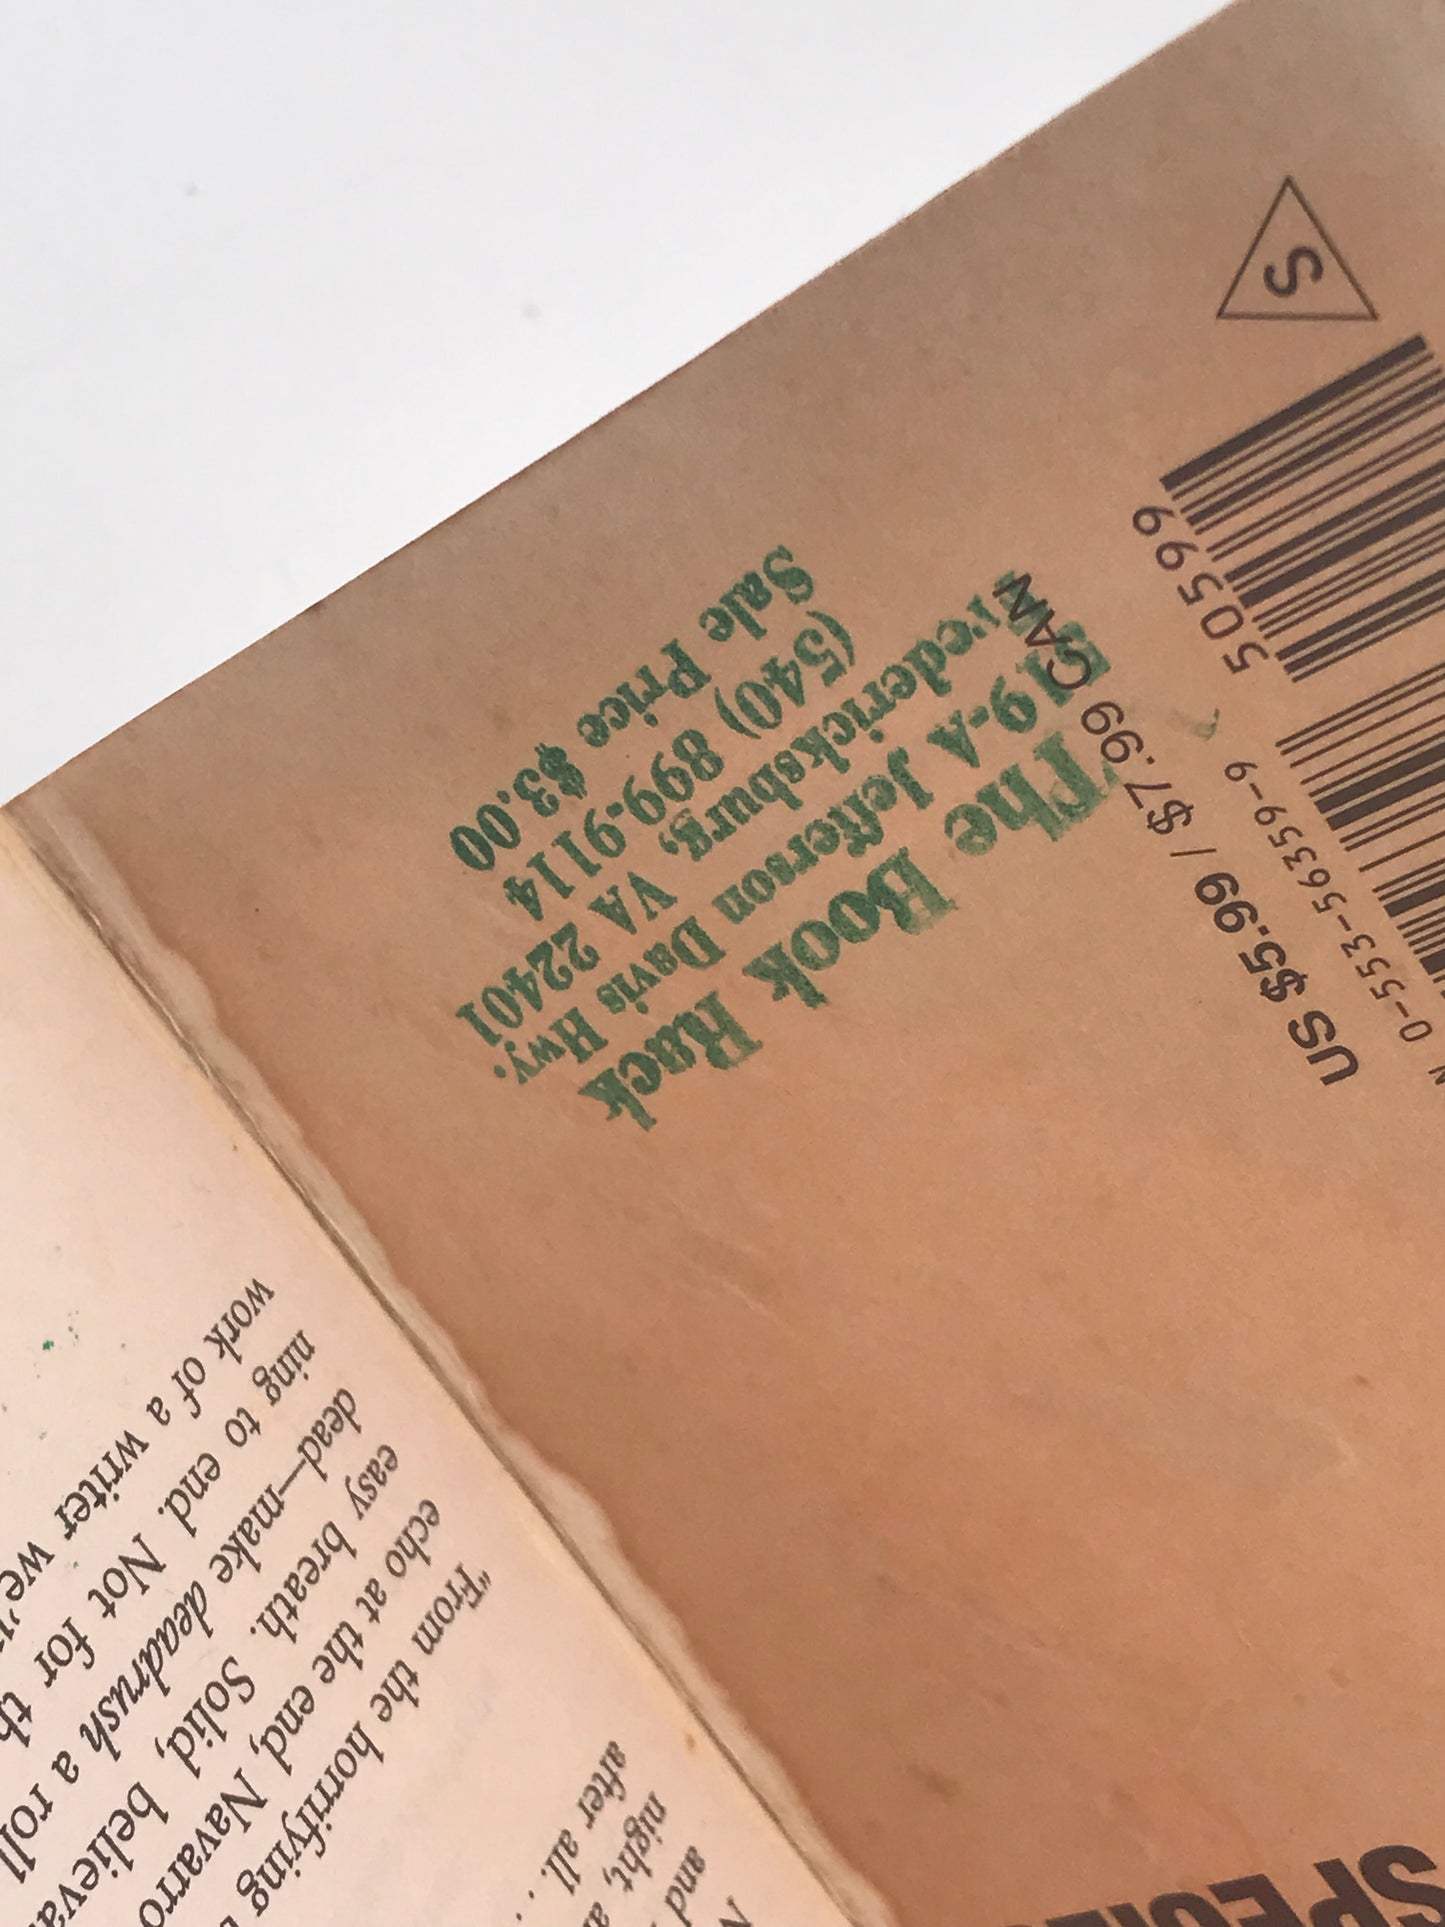 SPECI
N 0-553-56359-9
US $5.99 / $7.99 CAN
50599
S
The Book Rack
Jefferson Davis Hwy.
Fredericksburg, VA 22401
(540) 899.9114
Sale Price $3.00
N
and
night, a
after all. . .
"From the horrifying
echo at the end, Navarro
easy breath. Solid, believa
dead—make deadrush a roll
ning to end. Not for th
work of a writer